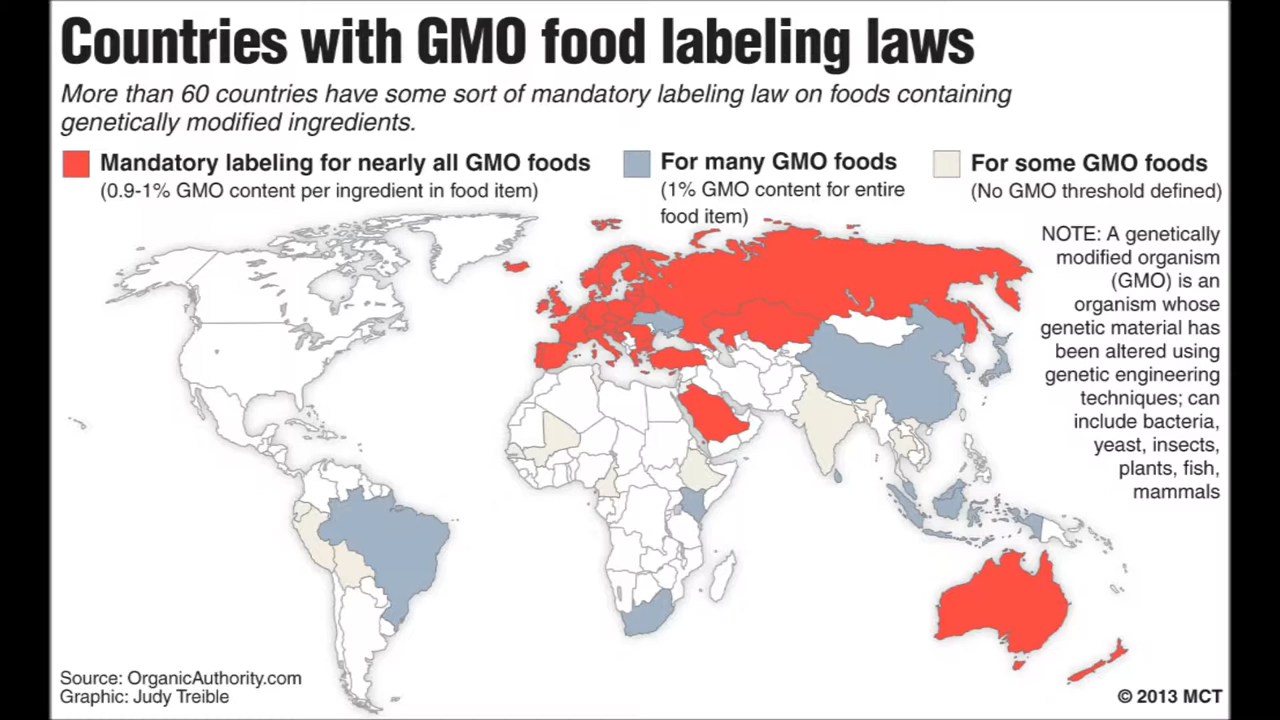 Countries with GMO food labeling laws
More than 60 countries have some sort of mandatory labeling law on foods containing
genetically modified ingredients.
Mandatory labeling for nearly all GMO foods
(0.9-1% GMO content per ingredient in food item)
For many GMO foods
(1% GMO content for entire
food item)
For some GMO foods
(No GMO threshold defined)
NOTE: A genetically
modified organism
(GMO) is an
organism whose
genetic material has
been altered using
genetic engineering
techniques; can
include bacteria,
yeast, insects,
plants, fish,
mammals
Source: OrganicAuthority.com
Graphic: Judy Treible
© 2013 MCT